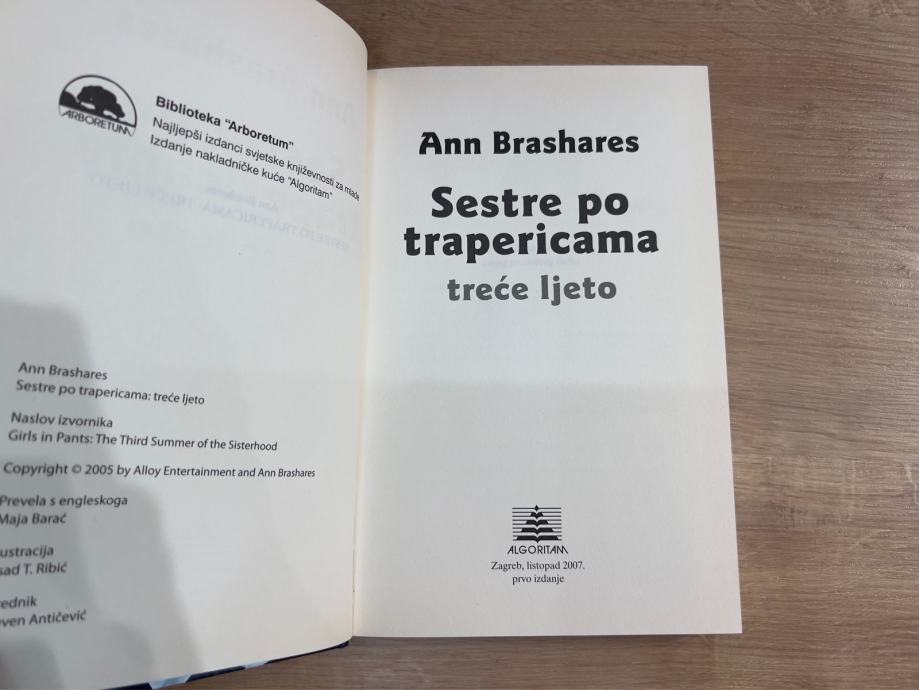 ARBORETUM
Biblioteka "Arboretum"
Najljepši izdanci svjetske književnosti za mlade
Izdanje nakladničke kuće "Algoritam"
Ann Brashares
Sestre po trapericama: treće ljeto
Naslov izvornika
Girls in Pants: The Third Summer of the Sisterhood
Copyright © 2005 by Alloy Entertainment and Ann Brashares
Prevela s engleskoga
Maja Barać
ustracija
sad T. Ribić
rednik
ven Antičević
Ann Brashares
Sestre po
trapericama
treće ljeto
ALGORITAM
Zagreb, listopad 2007.
prvo izdanje